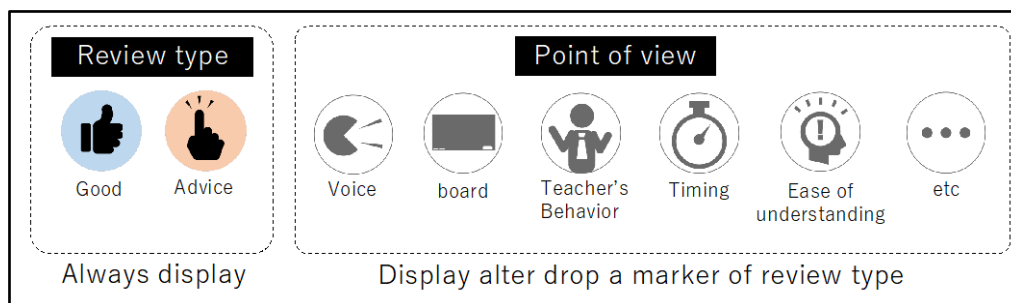 Review type
Point of view
Good
Advice
Voice
board
Teacher's
Behavior
Timing
Ease of
understanding
etc
Always display
Display alter drop a marker of review type